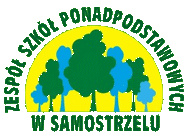 ZESPÓŁ SZKÓŁ PONADPODSTAWOWYCH
W SAMOSTRZELU